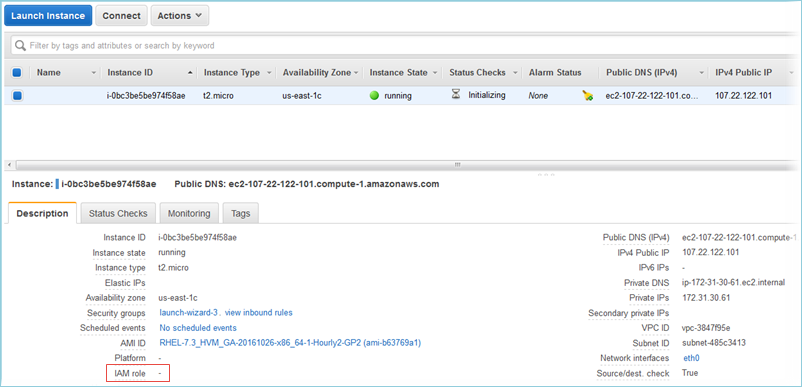 Launch Instance Connect Actions
Filter by tags and attributes or search by keyword
Name Instance ID Instance Type Availability Zone Instance State Status Checks Alarm Status Public DNS (IPv4) IPv4 Public IP
i-0bc3be5be974f58ae t2.micro us-east-1c running Initializing None ec2-107-22-122-101.co... 107.22.122.101
Instance: i-0bc3be5be974f58ae Public DNS: ec2-107-22-122-101.compute-1.amazonaws.com
Description Status Checks Monitoring Tags
Instance ID i-0bc3be5be974f58ae Public DNS (IPv4) ec2-107-22-122-101.compute-1
Instance state running IPv4 Public IP 107.22.122.101
Instance type t2.micro IPv6 IPs -
Elastic IPs Private DNS ip-172-31-30-61.ec2.internal
Availability zone us-east-1c Private IPs 172.31.30.61
Security groups launch-wizard-3. view inbound rules Secondary private IPs
Scheduled events No scheduled events VPC ID vpc-3847f95e
AMI ID RHEL-7.3_HVM_GA-20161026-x86_64-1-Hourly2-GP2 (ami-b63769a1) Subnet ID subnet-485c3413
Platform - Network interfaces eth0
IAM role - Source/dest. check True